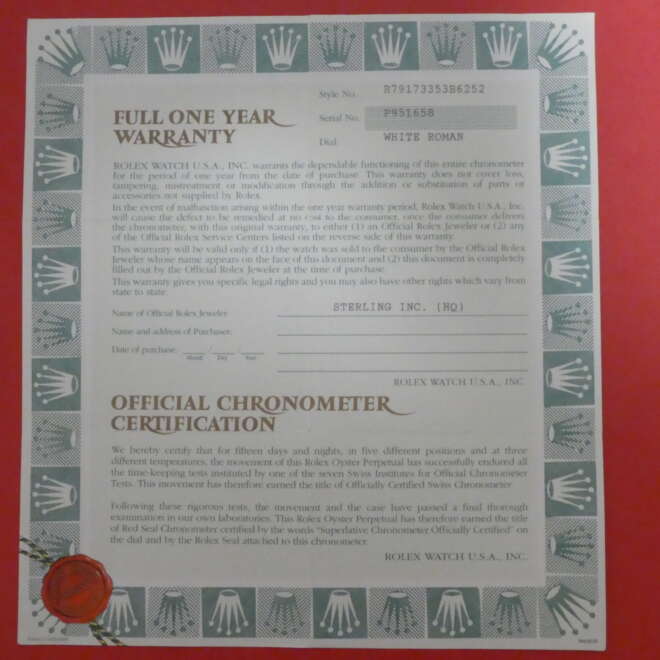 Style No. R79173353B6252
Serial No. P951658
Dial WHITE ROMAN
FULL ONE YEAR
WARRANTY
ROLEX WATCH U.S.A., INC. warrants the dependable functioning of this entire chronometer
for the period of one year from the date of purchase. This warranty does not cover loss,
tampering, mistreatment or modification through the addition or substitution of parts or
accessories not supplied by Rolex.
In the event of malfunction arising within the one year warranty period, Rolex Watch U.S.A., Inc.
will cause the defect to be remedied at no cost to the consumer, once the consumer delivers
the chronometer, with this original warranty, to either (1) an Official Rolex Jeweler or (2) any
of the Official Rolex Service Centers listed on the reverse side of this warranty.
This warranty will be valid only if (1) the watch was sold to the consumer by the Official Rolex
Jeweler whose name appears on the face of this document and (2) this document is completely
filled out by the Official Rolex Jeweler at the time of purchase.
This warranty gives you specific legal rights and you may also have other rights which vary from
state to state.
Name of Official Rolex Jeweler: STERLING INC. (HQ)
Name and address of Purchaser:
Date of purchase: / /
Month Day Year
ROLEX WATCH U.S.A., INC.
OFFICIAL CHRONOMETER
CERTIFICATION
We hereby certify that for fifteen days and nights, in five different positions and at three
different temperatures, the movement of this Rolex Oyster Perpetual has successfully endured all
the time-keeping tests instituted by one of the seven Swiss Institutes for Official Chronometer
Tests. This movement has therefore earned the title of Officially Certified Swiss Chronometer.
Following these rigorous tests, the movement and the case have passed a final thorough
examination in our own laboratories. This Rolex Oyster Perpetual has therefore earned the title
of Red Seal Chronometer certified by the words "Superlative Chronometer Officially Certified" on
the dial and by the Rolex Seal attached to this chronometer.
ROLEX WATCH U.S.A., INC.